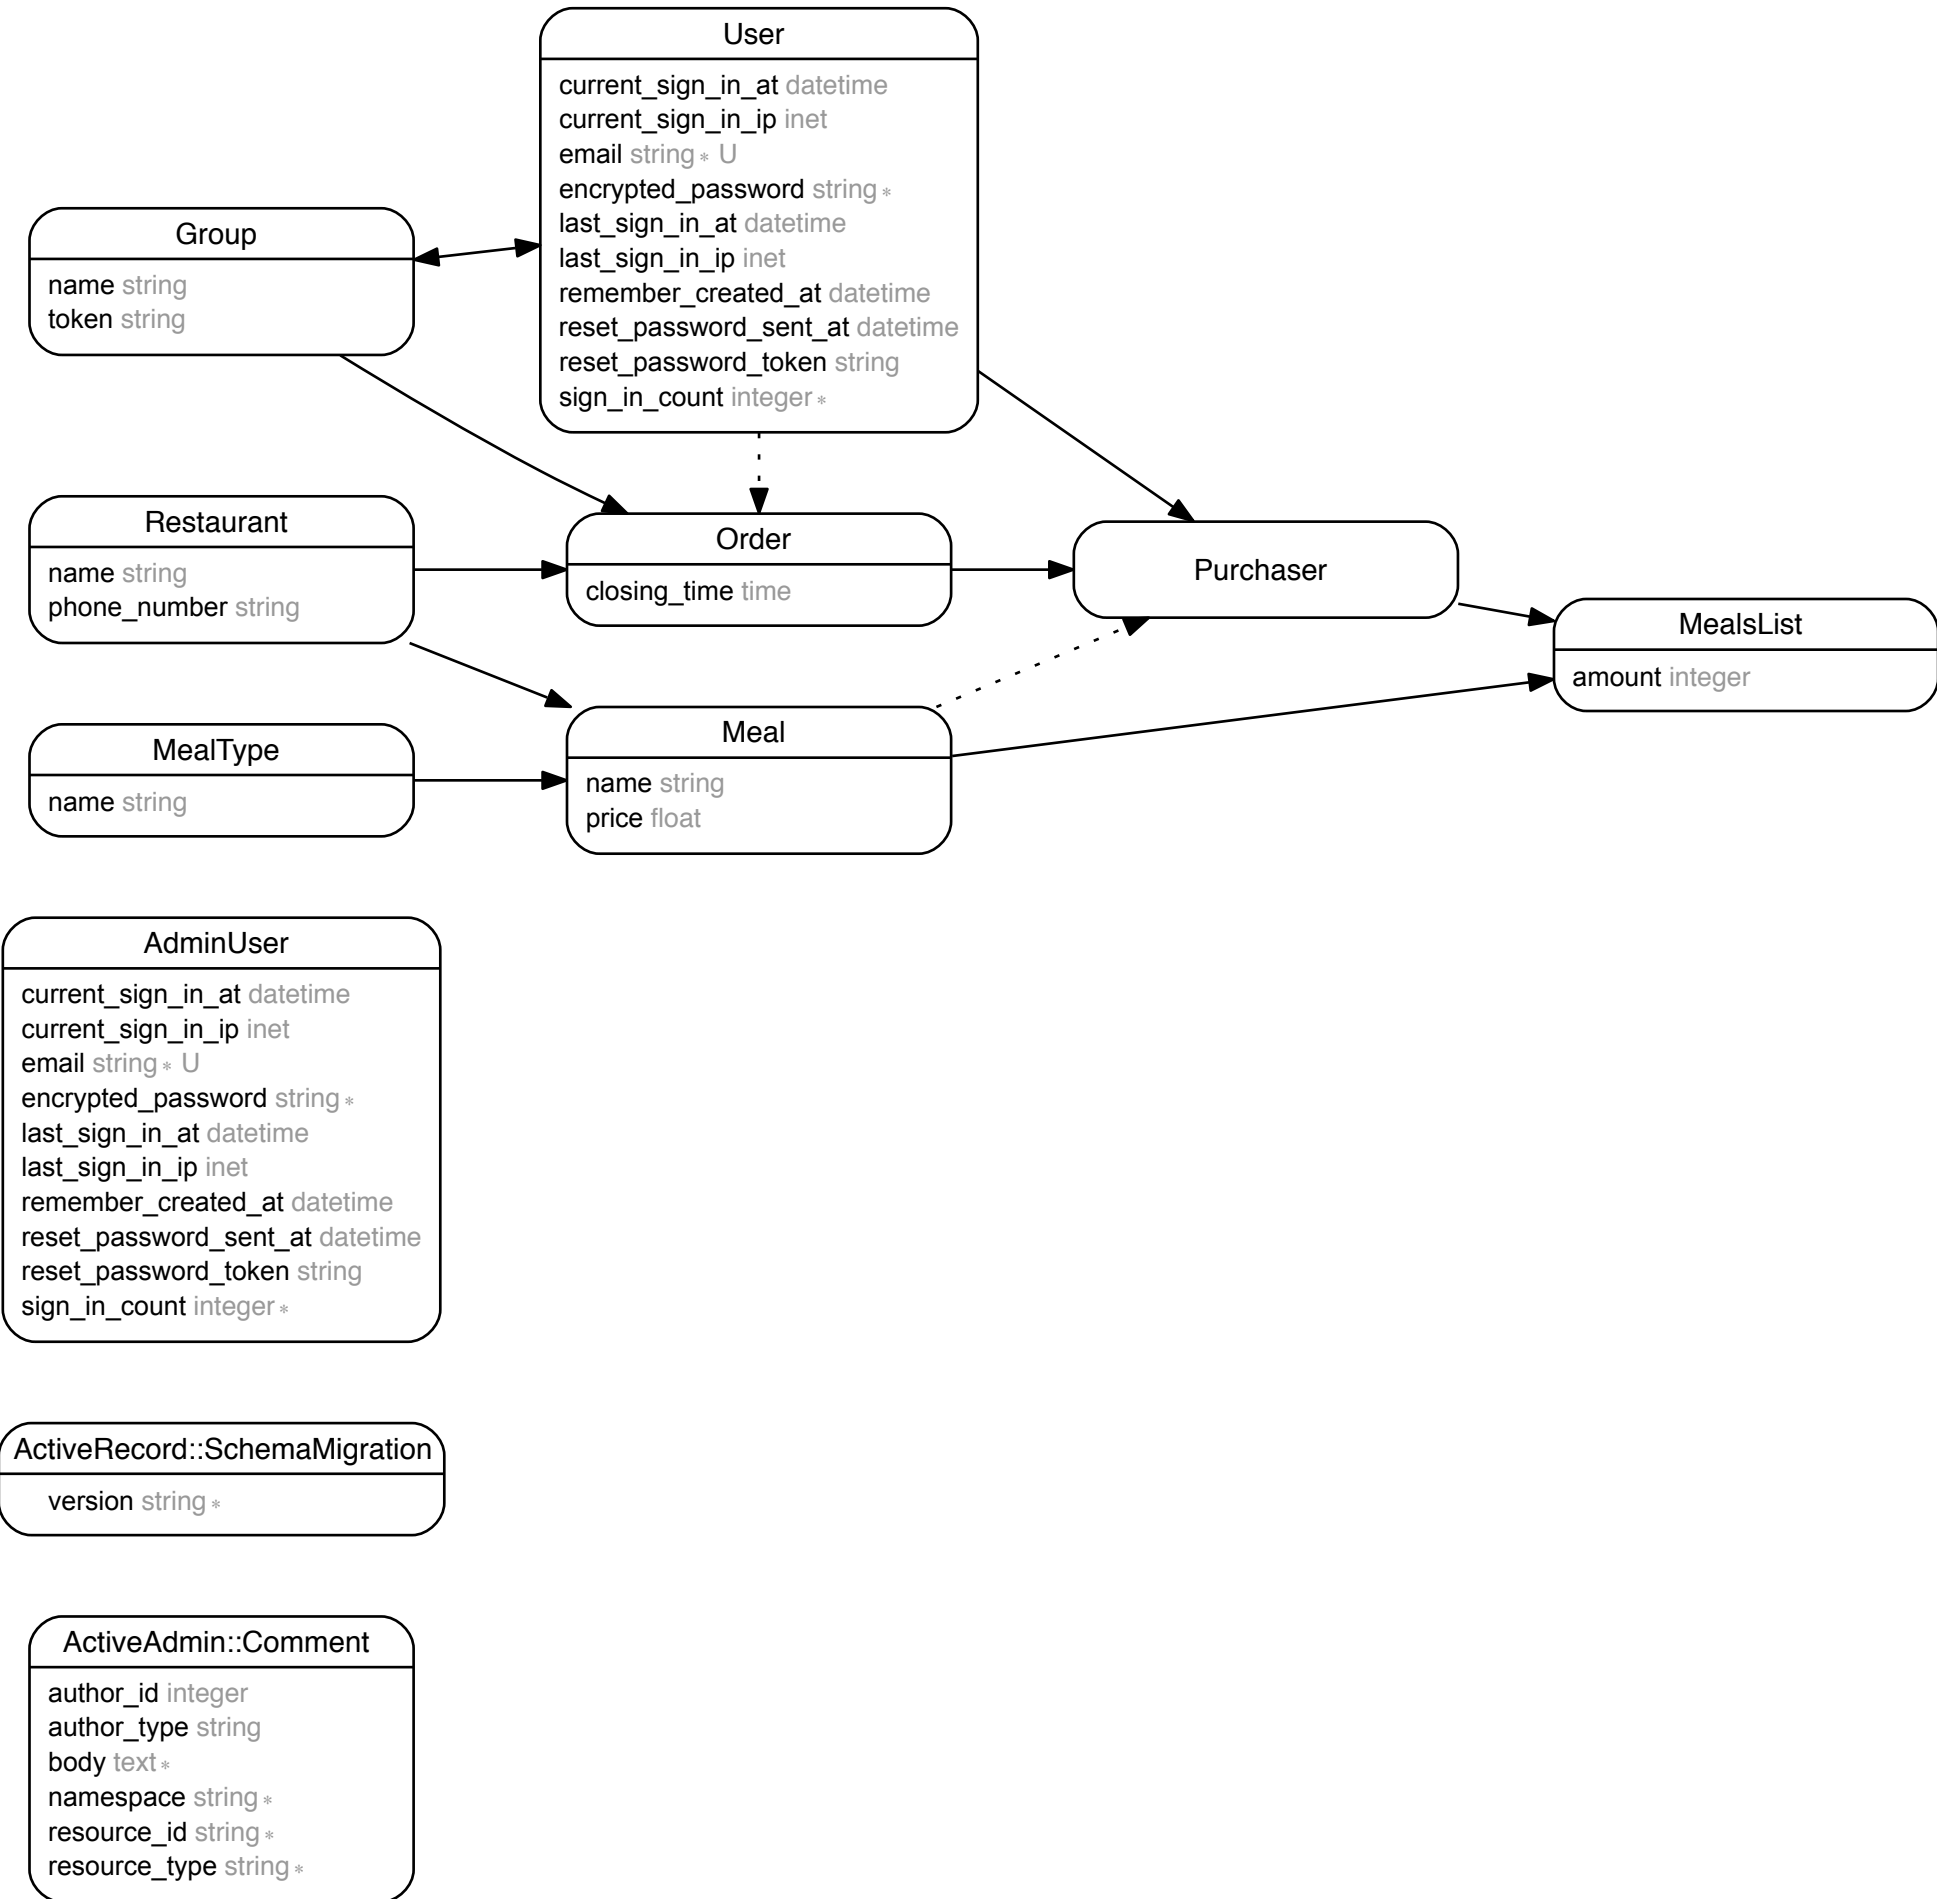 User
current_sign_in_at datetime
current_sign_in_ip inet
email string * U
encrypted_password string *
last_sign_in_at datetime
last_sign_in_ip inet
remember_created_at datetime
reset_password_sent_at datetime
reset_password_token string
sign_in_count integer *
Group
name string
token string
Restaurant
name string
phone_number string
Order
closing_time time
Purchaser
MealsList
amount integer
MealType
name string
Meal
name string
price float
AdminUser
current_sign_in_at datetime
current_sign_in_ip inet
email string * U
encrypted_password string *
last_sign_in_at datetime
last_sign_in_ip inet
remember_created_at datetime
reset_password_sent_at datetime
reset_password_token string
sign_in_count integer *
ActiveRecord::SchemaMigration
version string *
ActiveAdmin::Comment
author_id integer
author_type string
body text *
namespace string *
resource_id string *
resource_type string *